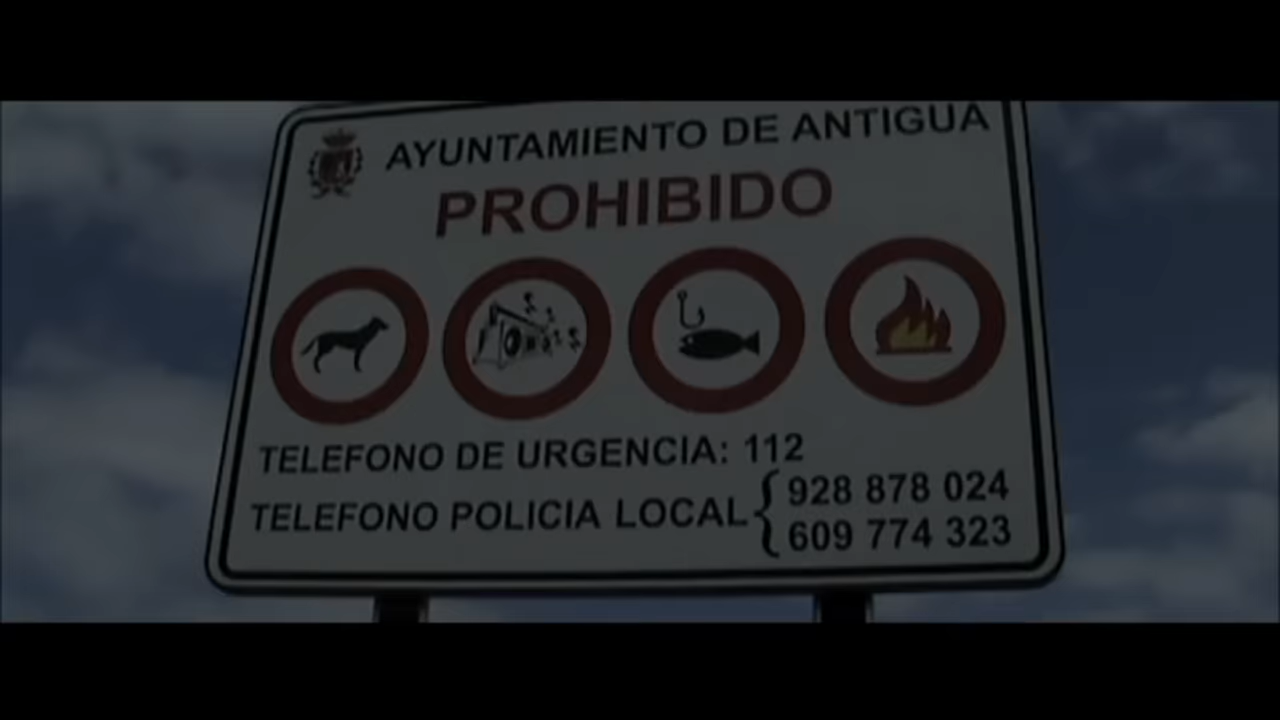 AYUNTAMIENTO DE ANTIGUA
PROHIBIDO
TELEFONO DE URGENCIA: 112
TELEFONO POLICIA LOCAL { 928 878 024
609 774 323